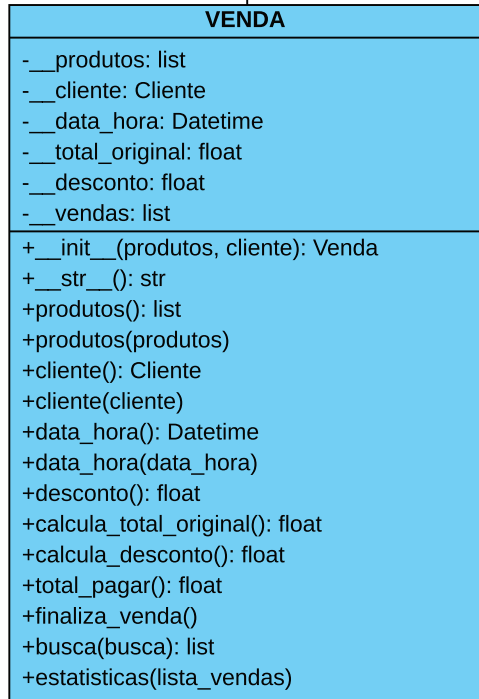 VENDA
-__produtos: list
-__cliente: Cliente
-__data_hora: Datetime
-__total_original: float
-__desconto: float
-__vendas: list
+__init__(produtos, cliente): Venda
+__str__(): str
+produtos(): list
+produtos(produtos)
+cliente(): Cliente
+cliente(cliente)
+data_hora(): Datetime
+data_hora(data_hora)
+desconto(): float
+calcula_total_original(): float
+calcula_desconto(): float
+total_pagar(): float
+finaliza_venda()
+busca(busca): list
+estatisticas(lista_vendas)